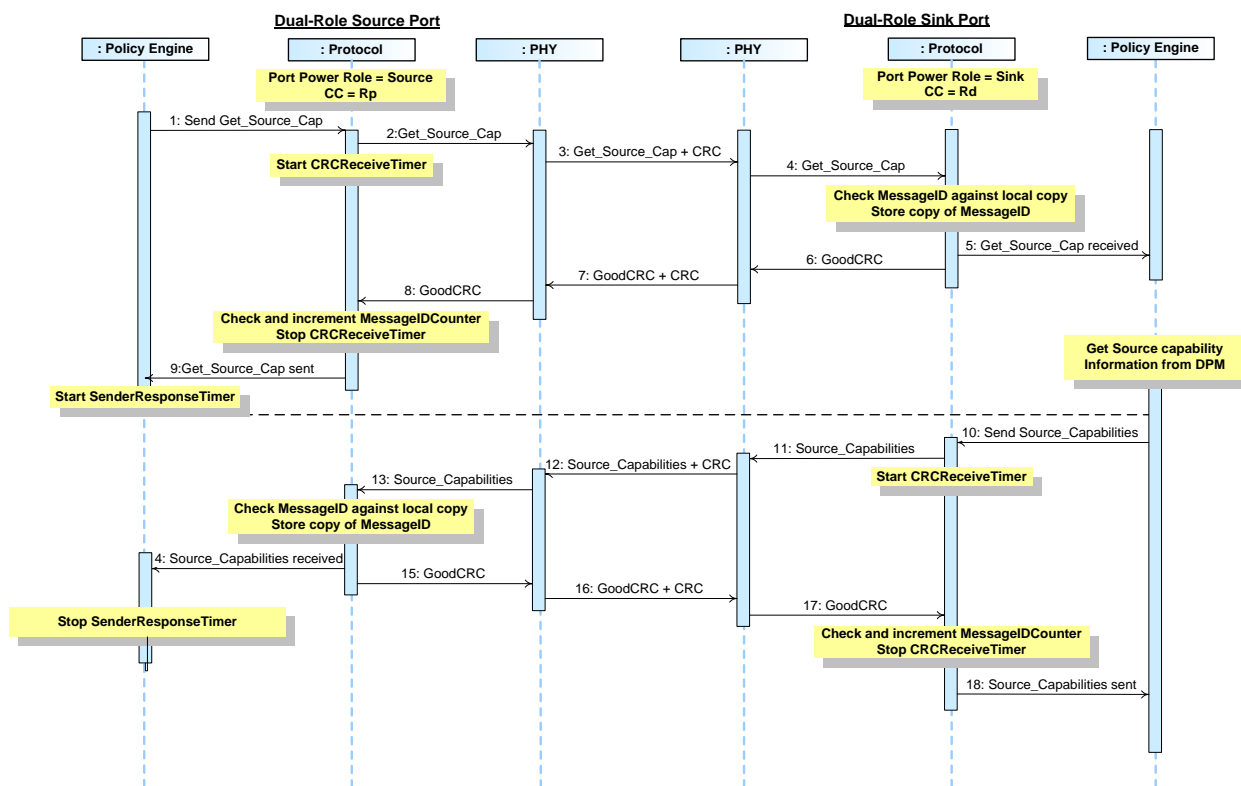 Dual-Role Source Port
Dual-Role Sink Port
: Policy Engine
: Protocol
: PHY
: PHY
: Protocol
: Policy Engine
Port Power Role = Source
CC = Rp
Port Power Role = Sink
CC = Rd
1: Send Get_Source_Cap
2:Get_Source_Cap
Start CRCReceiveTimer
3: Get_Source_Cap + CRC
4: Get_Source_Cap
Check MessageID against local copy
Store copy of MessageID
5: Get_Source_Cap received
6: GoodCRC
7: GoodCRC + CRC
8: GoodCRC
Check and increment MessageIDCounter
Stop CRCReceiveTimer
9:Get_Source_Cap sent
Start SenderResponseTimer
Get Source capability
Information from DPM
10: Send Source_Capabilities
11: Source_Capabilities
Start CRCReceiveTimer
12: Source_Capabilities + CRC
13: Source_Capabilities
Check MessageID against local copy
Store copy of MessageID
4: Source_Capabilities received
15: GoodCRC
16: GoodCRC + CRC
17: GoodCRC
Stop SenderResponseTimer
Check and increment MessageIDCounter
Stop CRCReceiveTimer
18: Source_Capabilities sent